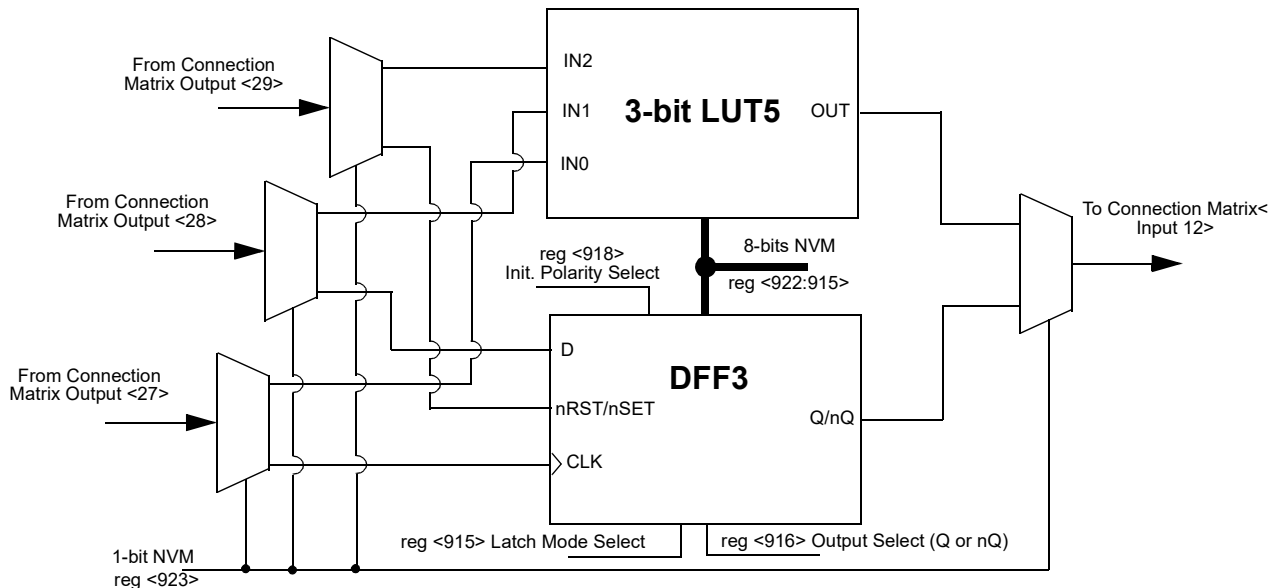 From Connection
Matrix Output <29>
IN2
IN1
IN0
3-bit LUT5
OUT
From Connection
Matrix Output <28>
To Connection Matrix<
Input 12>
8-bits NVM
reg <922:915>
reg <918>
Init. Polarity Select
From Connection
Matrix Output <27>
D
nRST/nSET
CLK
DFF3
Q/nQ
reg <915> Latch Mode Select
reg <916> Output Select (Q or nQ)
1-bit NVM
reg <923>